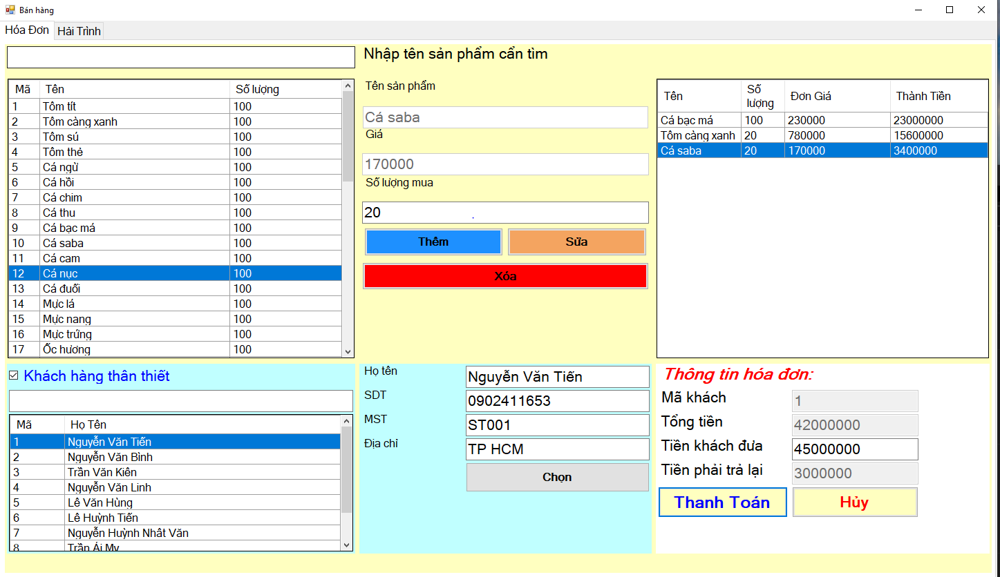 Bán hàng
Hóa Đơn Hải Trình
Nhập tên sản phẩm cẩn tìm
Mã Tên Số lượng
1 Tôm tít 100
2 Tôm càng xanh 100
3 Tôm sú 100
4 Tôm thẻ 100
5 Cá ngừ 100
6 Cá hồi 100
7 Cá chim 100
8 Cá thu 100
9 Cá bạc má 100
10 Cá saba 100
11 Cá cam 100
12 Cá nục 100
13 Cá đuối 100
14 Mực lá 100
15 Mực nang 100
16 Mực trứng 100
17 Ốc hương 100
Tên sản phẩm
Cá saba
Giá
170000
Số lượng mua
20
Thêm Sửa
Xóa
Tên Số lượng Đơn Giá Thành Tiền
Cá bạc má 100 230000 23000000
Tôm càng xanh 20 780000 15600000
Cá saba 20 170000 3400000
Khách hàng thân thiết
Mã Họ Tên
1 Nguyễn Văn Tiến
2 Nguyễn Văn Bình
3 Trần Văn Kiên
4 Nguyễn Văn Linh
5 Lê Văn Hùng
6 Lê Huỳnh Tiến
7 Nguyễn Huỳnh Nhất Văn
8 Trần Ái My
Họ tên Nguyễn Văn Tiến
SDT 0902411653
MST ST001
Địa chỉ TP HCM
Chọn
Thông tin hóa đơn:
Mã khách 1
Tổng tiền 42000000
Tiền khách đưa 45000000
Tiền phải trả lại 3000000
Thanh Toán Hủy